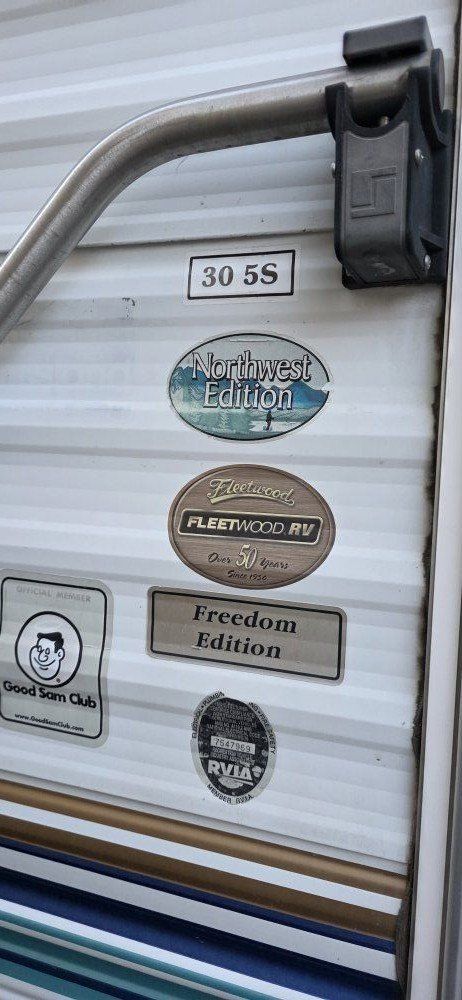 30 5S
Northwest
Edition
Fleetwood
FLEETWOOD RV
Over 50 Years
Since 1950
Freedom
Edition
OFFICIAL MEMBER
Good Sam Club
www.GoodSamClub.com
7547969
RVIA
MEMBER RVIA